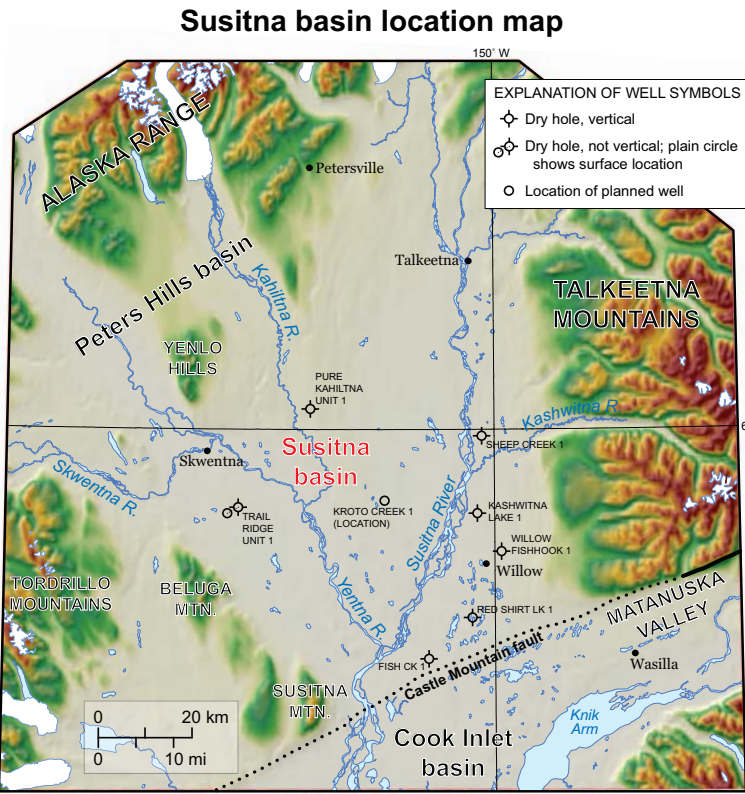 Susitna basin location map
150° W
EXPLANATION OF WELL SYMBOLS
Dry hole, vertical
Dry hole, not vertical; plain circle
shows surface location
Location of planned well
ALASKA RANGE
Petersville
Talkeetna
Peters Hills basin
Kahiltna R.
TALKEETNA
MOUNTAINS
YENLO
HILLS
PURE
KAHILTNA
UNIT 1
Kashwitna R.
6
SHEEP CREEK 1
Susitna
basin
Skwentna
Skwentna R.
KROTO CREEK 1
(LOCATION)
Susitna River
KASHWITNA
LAKE 1
TRAIL
RIDGE
UNIT 1
WILLOW
FISHHOOK 1
Willow
TORDRILLO
MOUNTAINS
BELUGA
MTN.
Yentna R.
RED SHIRT LK 1
MATANUSKA
VALLEY
FISH CK 1
Castle Mountain fault
Wasilla
SUSITNA
MTN.
0 20 km
0 10 mi
Knik
Arm
Cook Inlet
basin